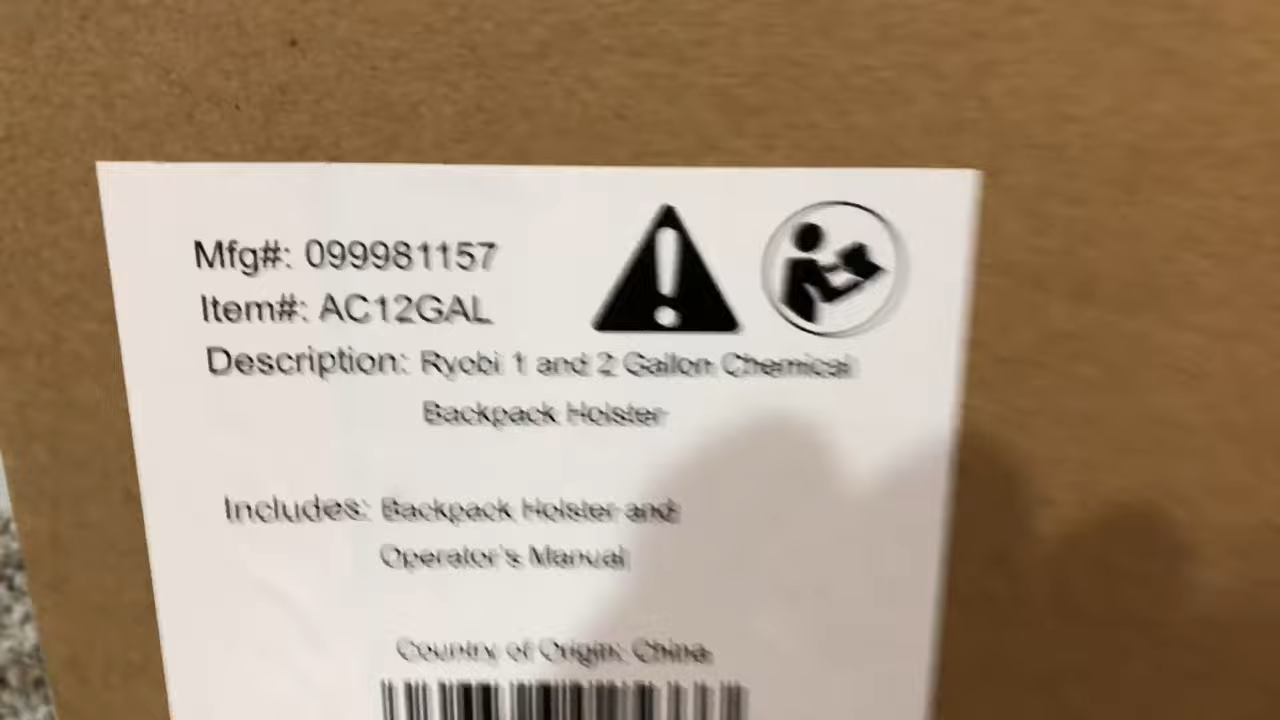 Mfg#: 099981157
Item#: AC12GAL
Description: Ryobi 1 and 2 Gallon Chemical
Backpack Holster
Includes: Backpack Holster and
Operator's Manual
Country of Origin: China